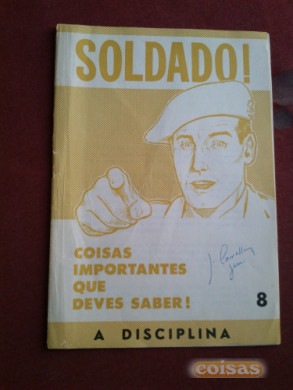 SOLDADO!
COISAS
IMPORTANTES
QUE
DEVES SABER!
8
A DISCIPLINA
coisas